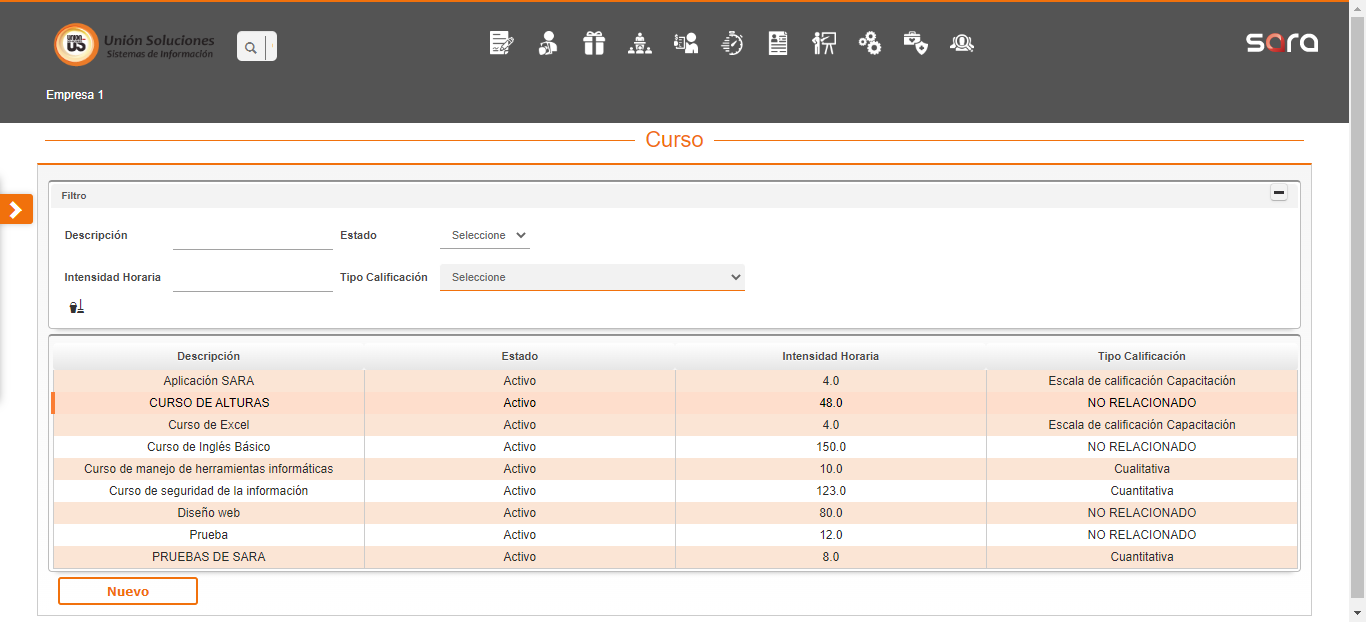 UNION
US
Unión Soluciones
Sistemas de Información
sara
Empresa 1
Curso
Filtro
Descripción Estado Seleccione
Intensidad Horaria Tipo Calificación Seleccione
Descripción Estado Intensidad Horaria Tipo Calificación
Aplicación SARA Activo 4.0 Escala de calificación Capacitación
CURSO DE ALTURAS Activo 48.0 NO RELACIONADO
Curso de Excel Activo 4.0 Escala de calificación Capacitación
Curso de Inglés Básico Activo 150.0 NO RELACIONADO
Curso de manejo de herramientas informáticas Activo 10.0 Cualitativa
Curso de seguridad de la información Activo 123.0 Cuantitativa
Diseño web Activo 80.0 NO RELACIONADO
Prueba Activo 12.0 NO RELACIONADO
PRUEBAS DE SARA Activo 8.0 Cuantitativa
Nuevo